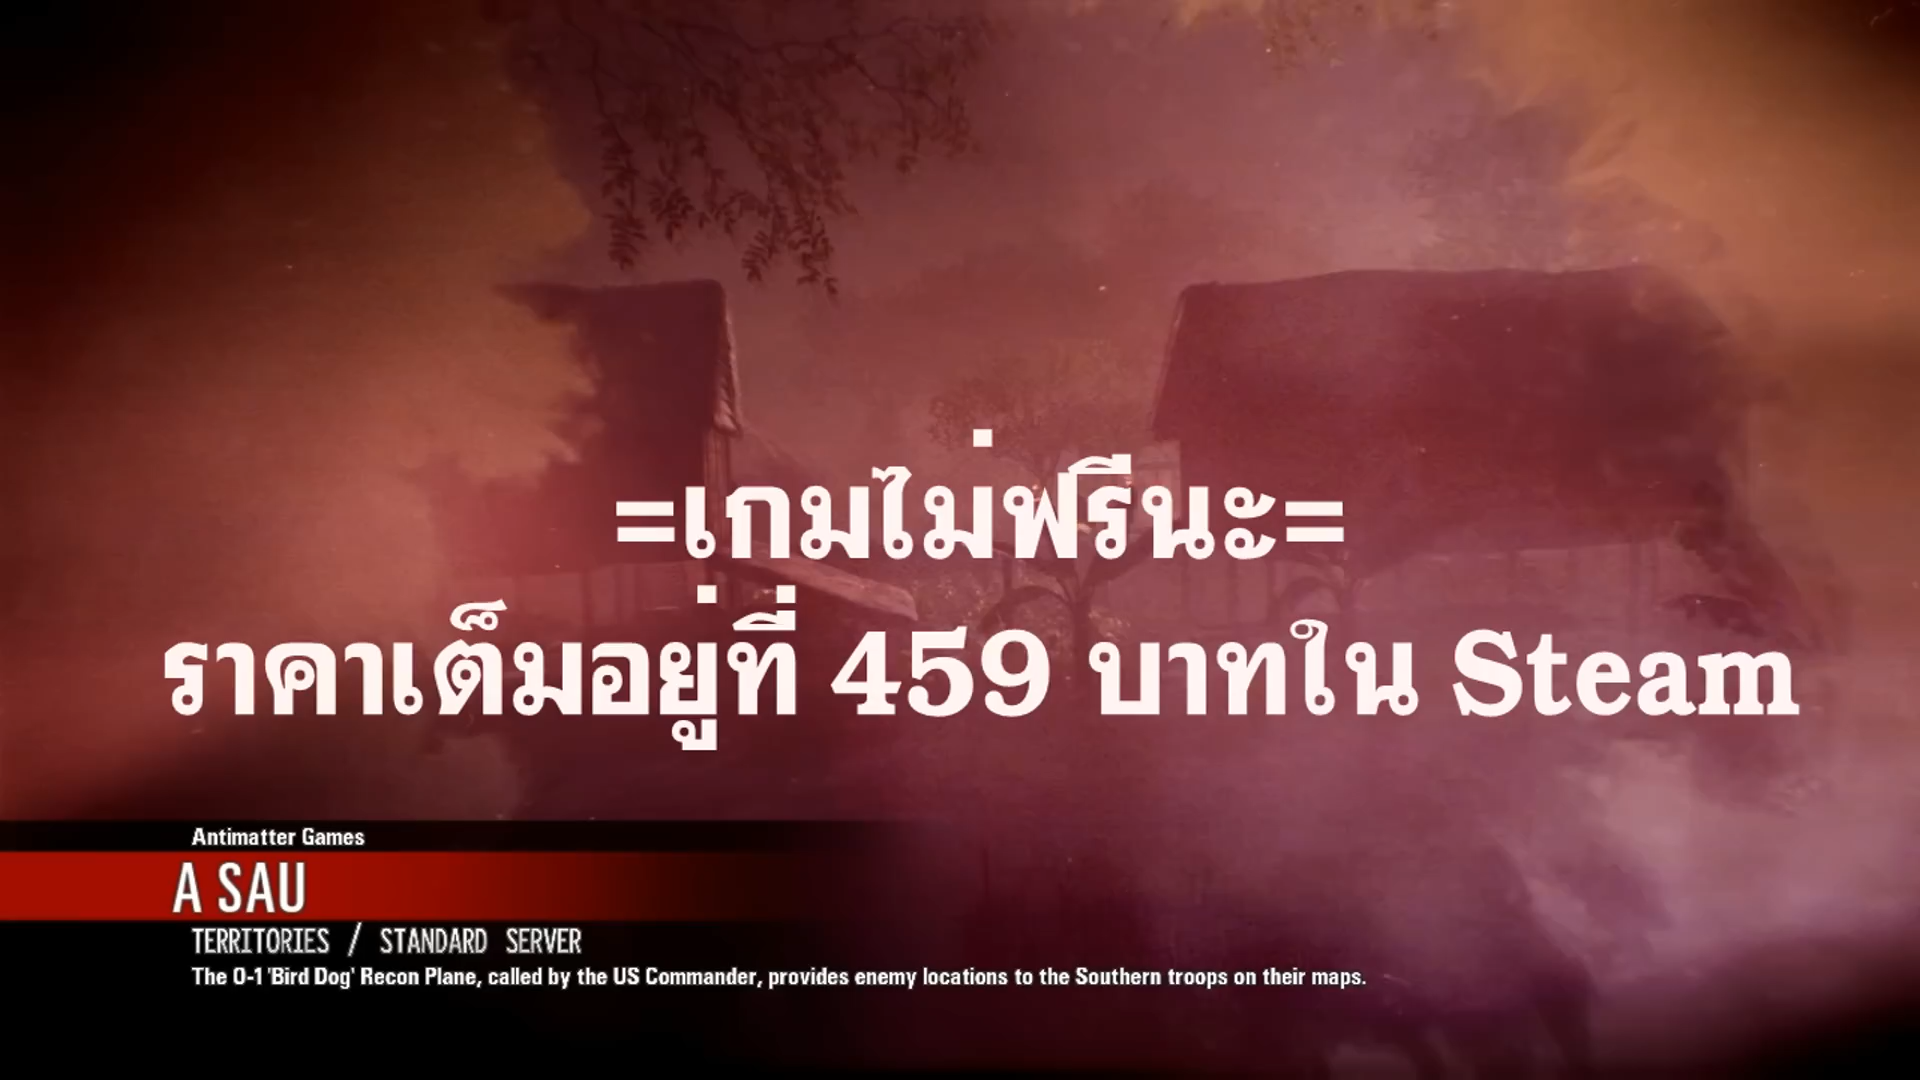 =เกมไม่ฟรีนะ=
ราคาเต็มอยู่ที่ 459 บาทใน Steam
Antimatter Games
A SAU
TERRITORIES / STANDARD SERVER
The O-1 'Bird Dog' Recon Plane, called by the US Commander, provides enemy locations to the Southern troops on their maps.